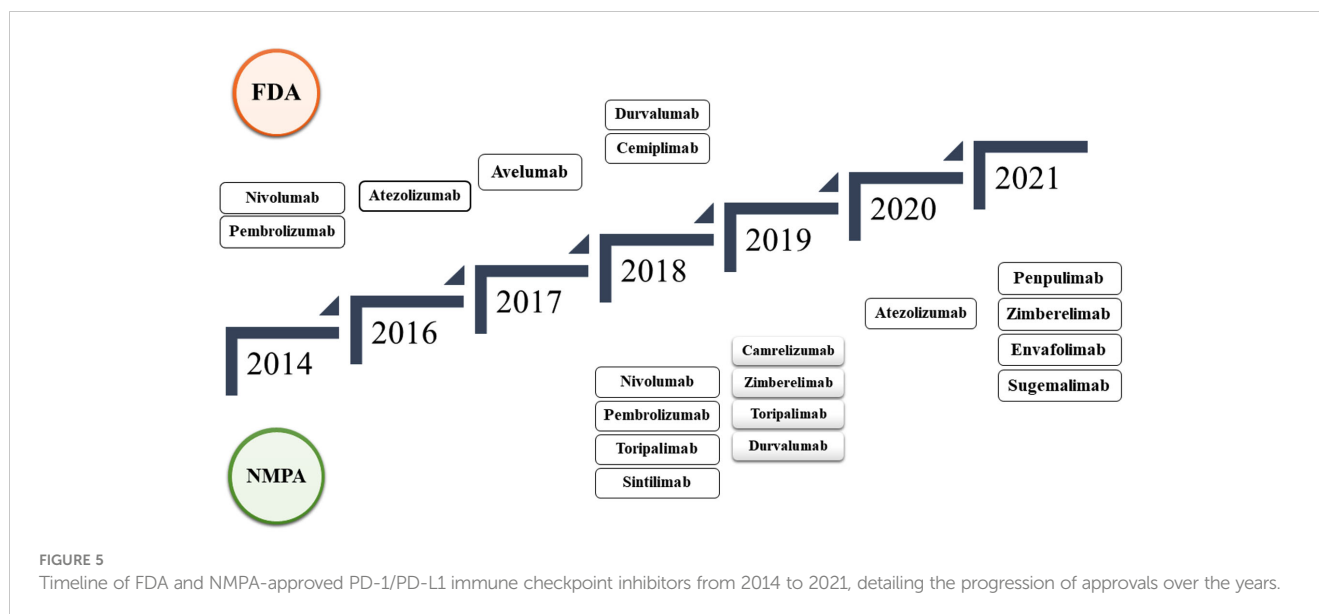 FDA
Durvalumab
Cemiplimab
Avelumab
Atezolizumab
Nivolumab
Pembrolizumab
2014
2016
2017
2018
2019
2020
2021
NMPA
Nivolumab
Pembrolizumab
Toripalimab
Sintilimab
Camrelizumab
Zimberelimab
Toripalimab
Durvalumab
Atezolizumab
Penpulimab
Zimberelimab
Envafolimab
Sugemalimab
FIGURE 5
Timeline of FDA and NMPA-approved PD-1/PD-L1 immune checkpoint inhibitors from 2014 to 2021, detailing the progression of approvals over the years.